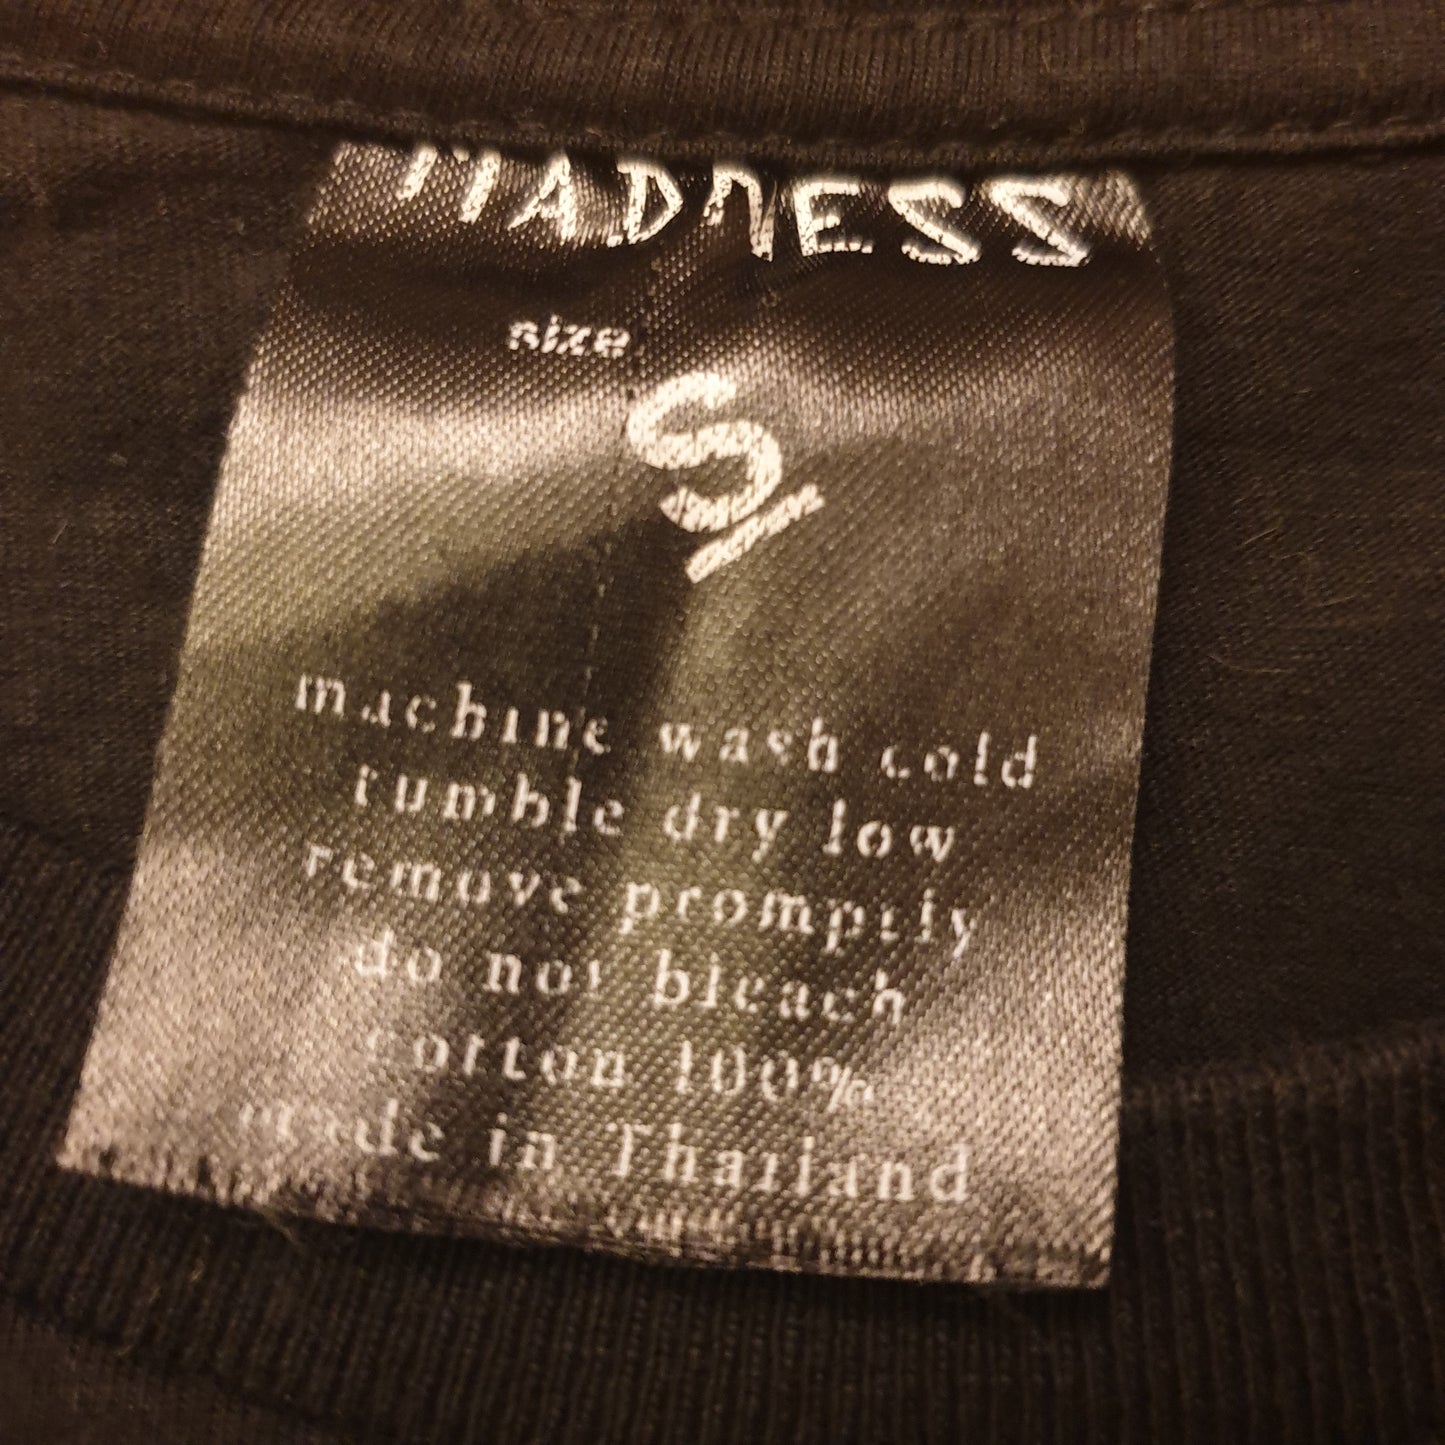 MADNESS
size
S
machine wash cold
tumble dry low
remove promptly
do not bleach
cotton 100%
made in Thailand